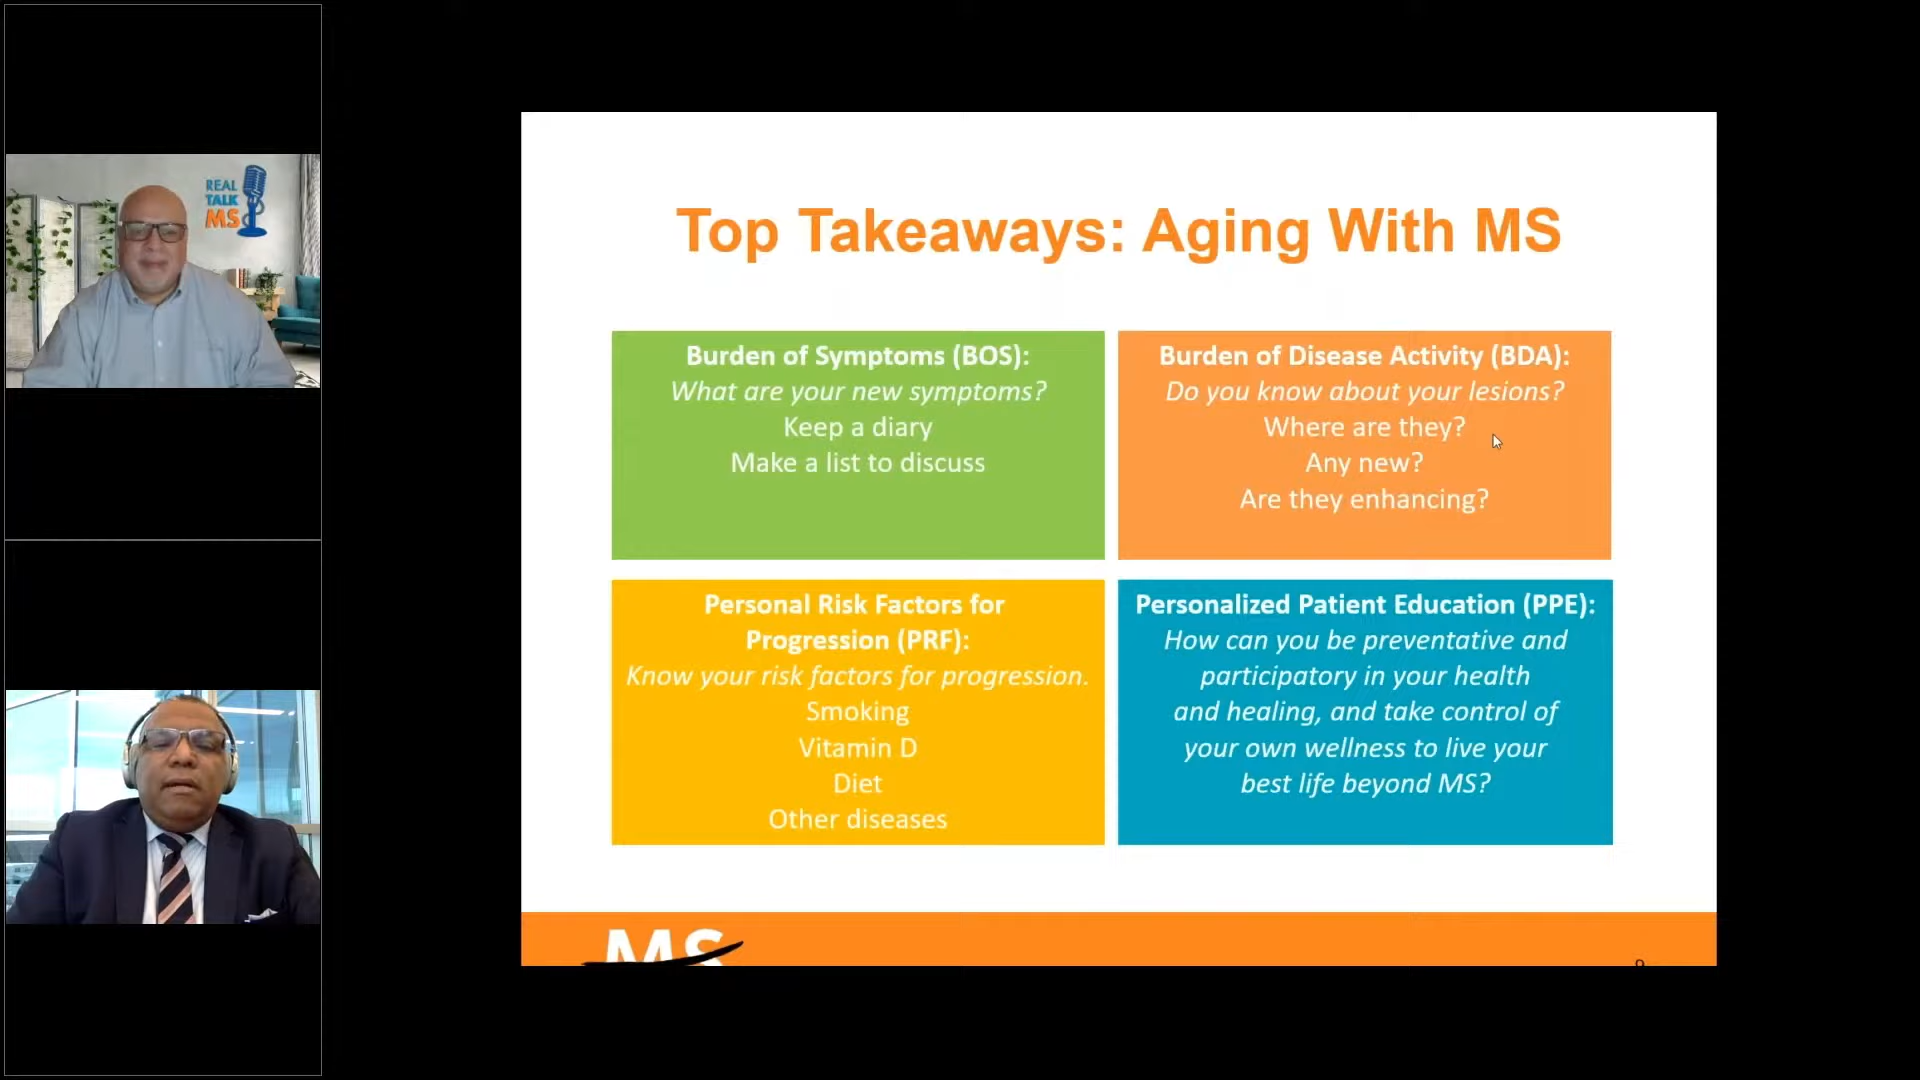 REAL
TALK
MS
Top Takeaways: Aging With MS
Burden of Symptoms (BOS):
What are your new symptoms?
Keep a diary
Make a list to discuss
Burden of Disease Activity (BDA):
Do you know about your lesions?
Where are they?
Any new?
Are they enhancing?
Personal Risk Factors for
Progression (PRF):
Know your risk factors for progression.
Smoking
Vitamin D
Diet
Other diseases
Personalized Patient Education (PPE):
How can you be preventative and
participatory in your health
and healing, and take control of
your own wellness to live your
best life beyond MS?
MS